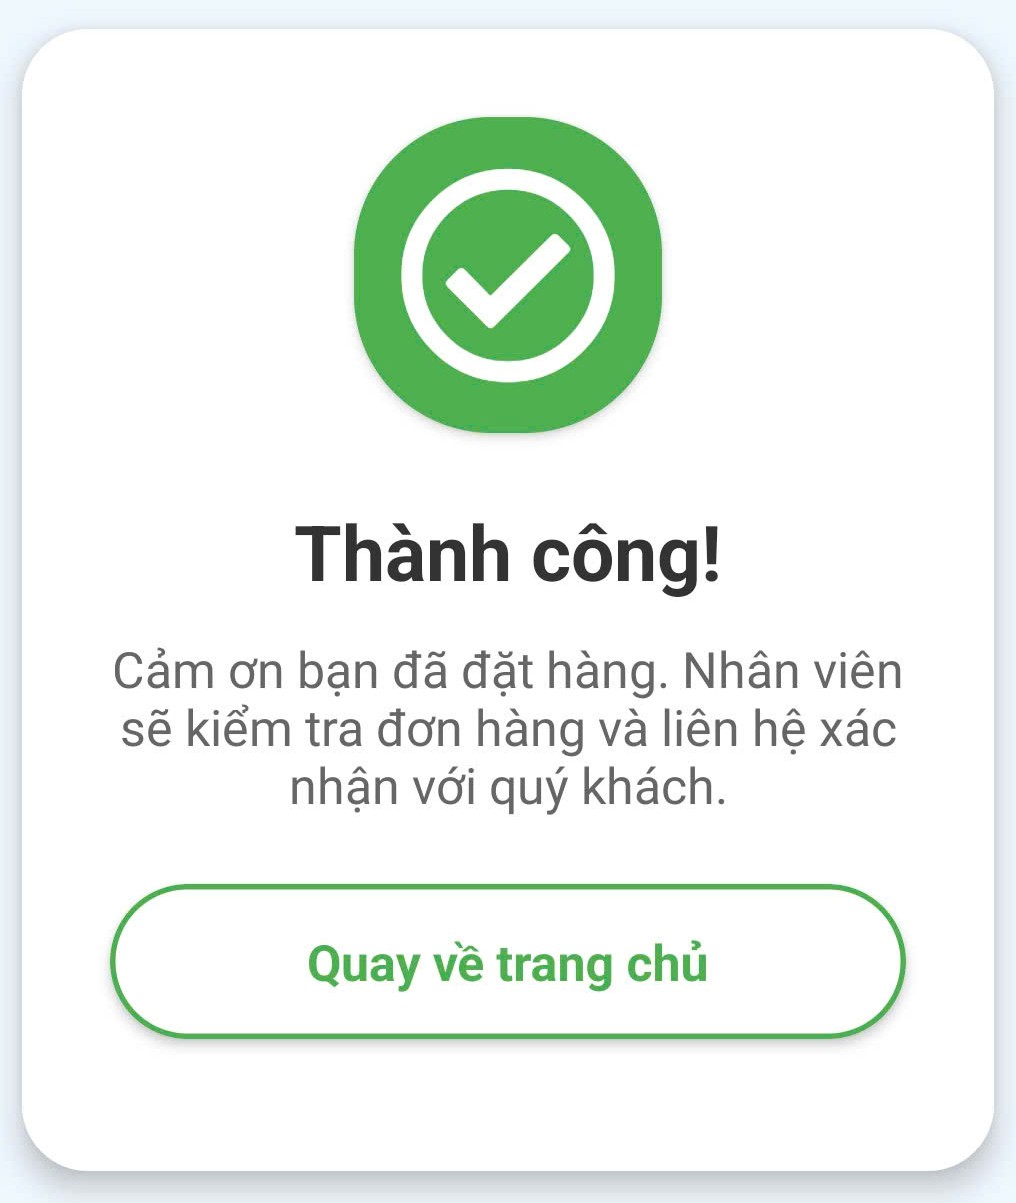 Thành công!
Cảm ơn bạn đã đặt hàng. Nhân viên
sẽ kiểm tra đơn hàng và liên hệ xác
nhận với quý khách.
Quay về trang chủ